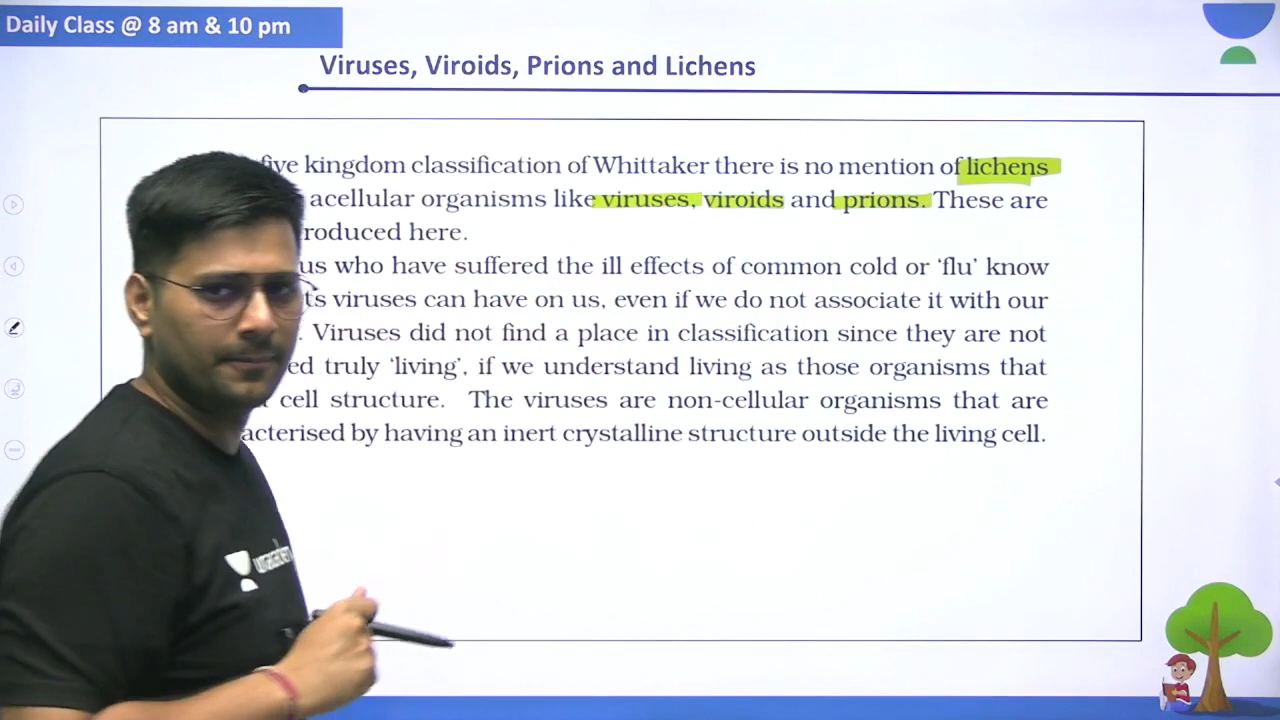 Daily Class @ 8 am & 10 pm
Viruses, Viroids, Prions and Lichens
five kingdom classification of Whittaker there is no mention of lichens
acellular organisms like viruses, viroids and prions. These are
roduced here.
us who have suffered the ill effects of common cold or ‘flu’ know
ts viruses can have on us, even if we do not associate it with our
. Viruses did not find a place in classification since they are not
ed truly ‘living’, if we understand living as those organisms that
cell structure. The viruses are non-cellular organisms that are
acterised by having an inert crystalline structure outside the living cell.